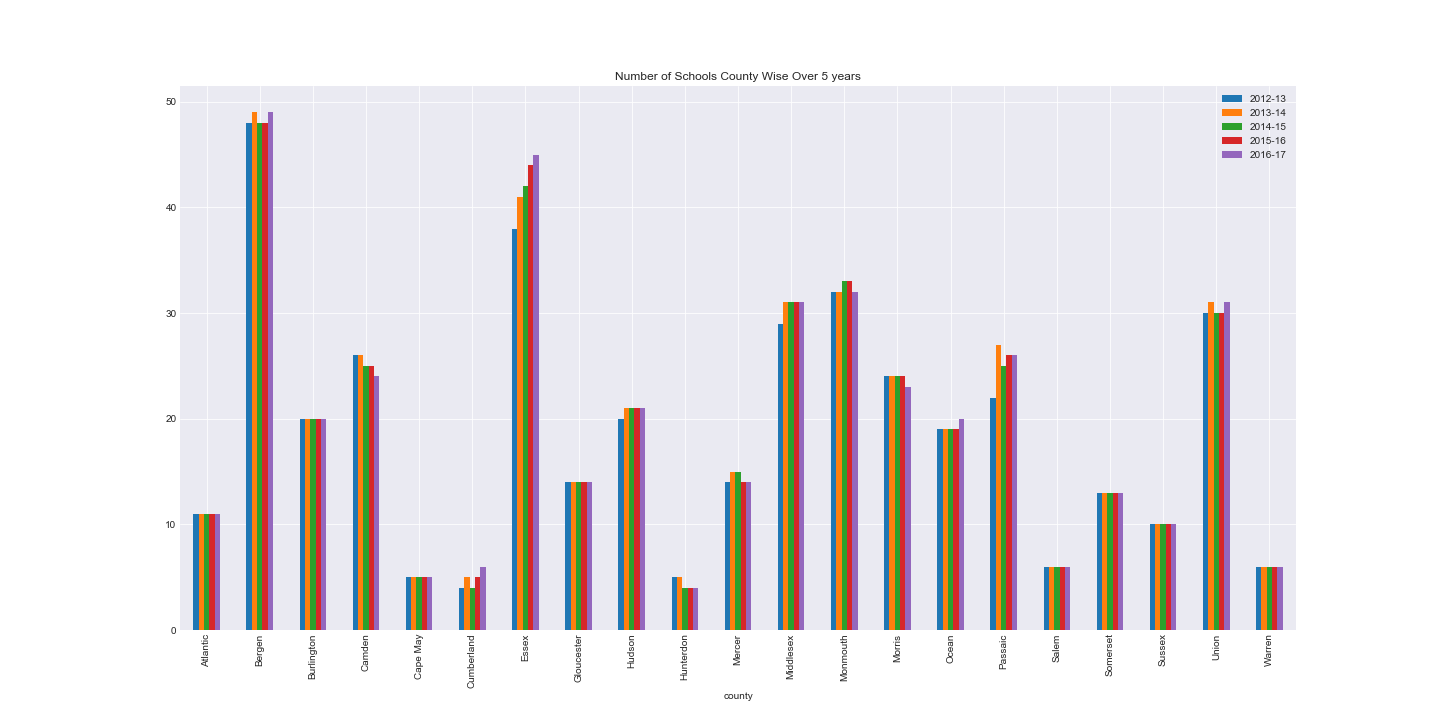 Number of Schools County Wise Over 5 years
2012-13
2013-14
2014-15
2015-16
2016-17
50
40
30
20
10
0
Atlantic
Bergen
Burlington
Camden
Cape May
Cumberland
Essex
Gloucester
Hudson
Hunterdon
Mercer
Middlesex
Monmouth
Morris
Ocean
Passaic
Salem
Somerset
Sussex
Union
Warren
county